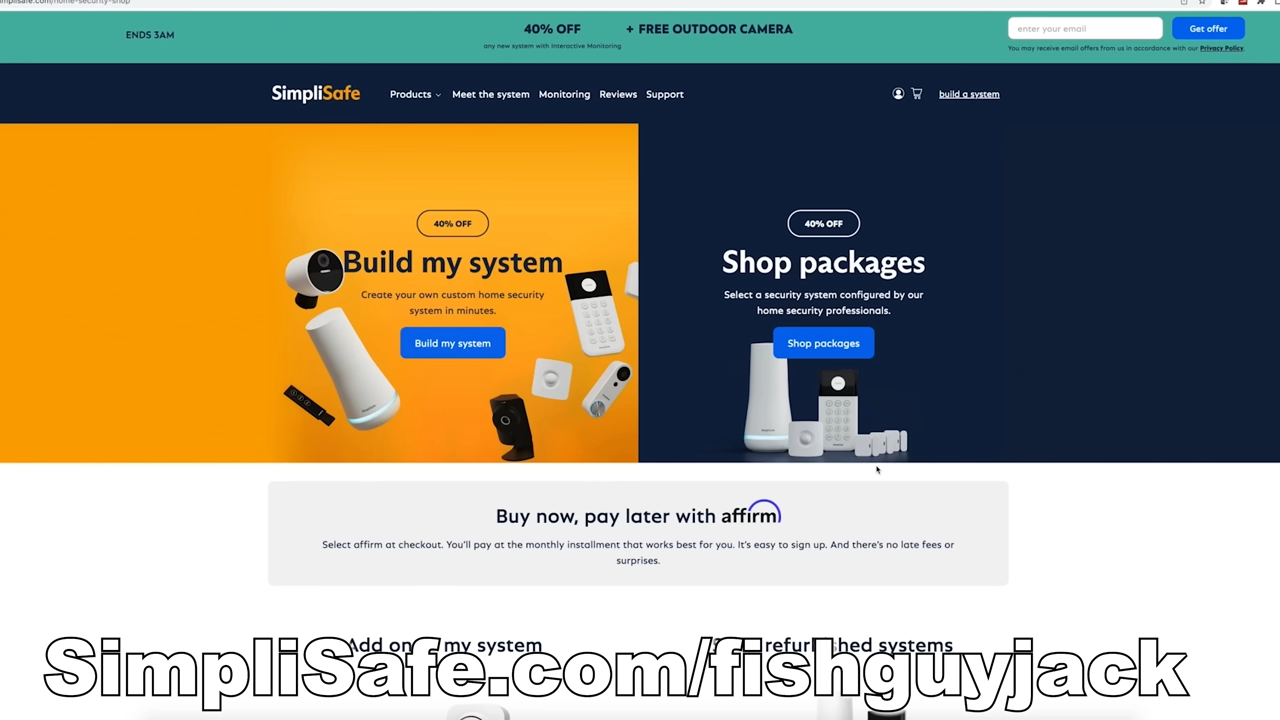 simplisafe.com/home-security-shop
ENDS 3AM
40% OFF + FREE OUTDOOR CAMERA
any new system with Interactive Monitoring
enter your email
Get offer
You may receive email offers from us in accordance with our Privacy Policy.
SimpliSafe Products Meet the system Monitoring Reviews Support build a system
40% OFF
Build my system
Create your own custom home security
system in minutes.
Build my system
40% OFF
Shop packages
Select a security system configured by our
home security professionals.
Shop packages
Buy now, pay later with affirm
Select affirm at checkout. You'll pay at the monthly installment that works best for you. It's easy to sign up. And there's no late fees or
surprises.
Add on my system
refurbished systems
SimpliSafe.com/fishguyjack